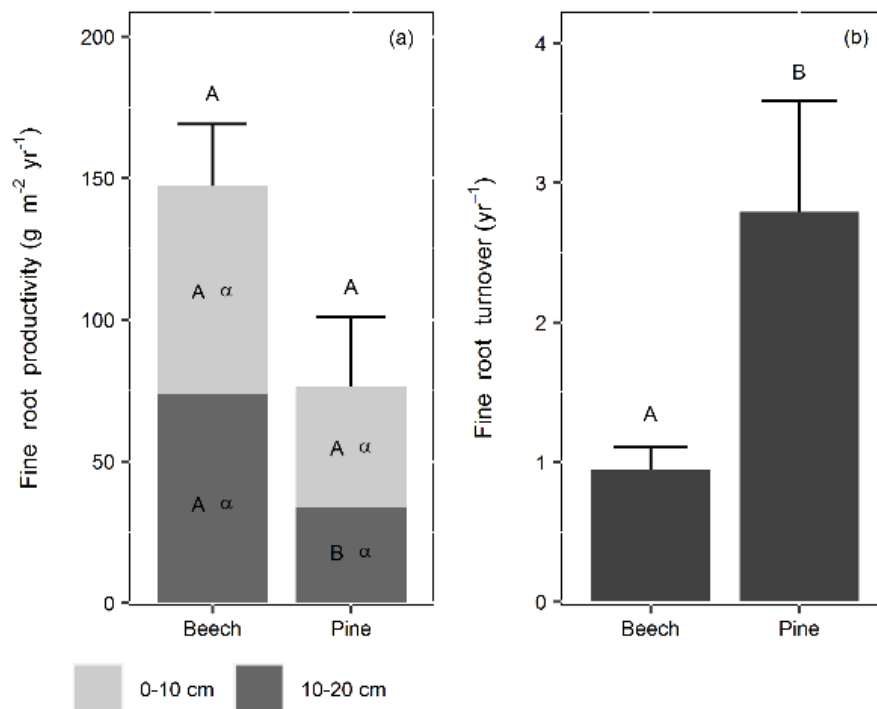 (a)
Fine root productivity (g m⁻² yr⁻¹)
200
150
100
50
0
A
A α
A α
A
A α
B α
Beech Pine
0-10 cm 10-20 cm
(b)
Fine root turnover (yr⁻¹)
4
3
2
1
0
A
B
Beech Pine